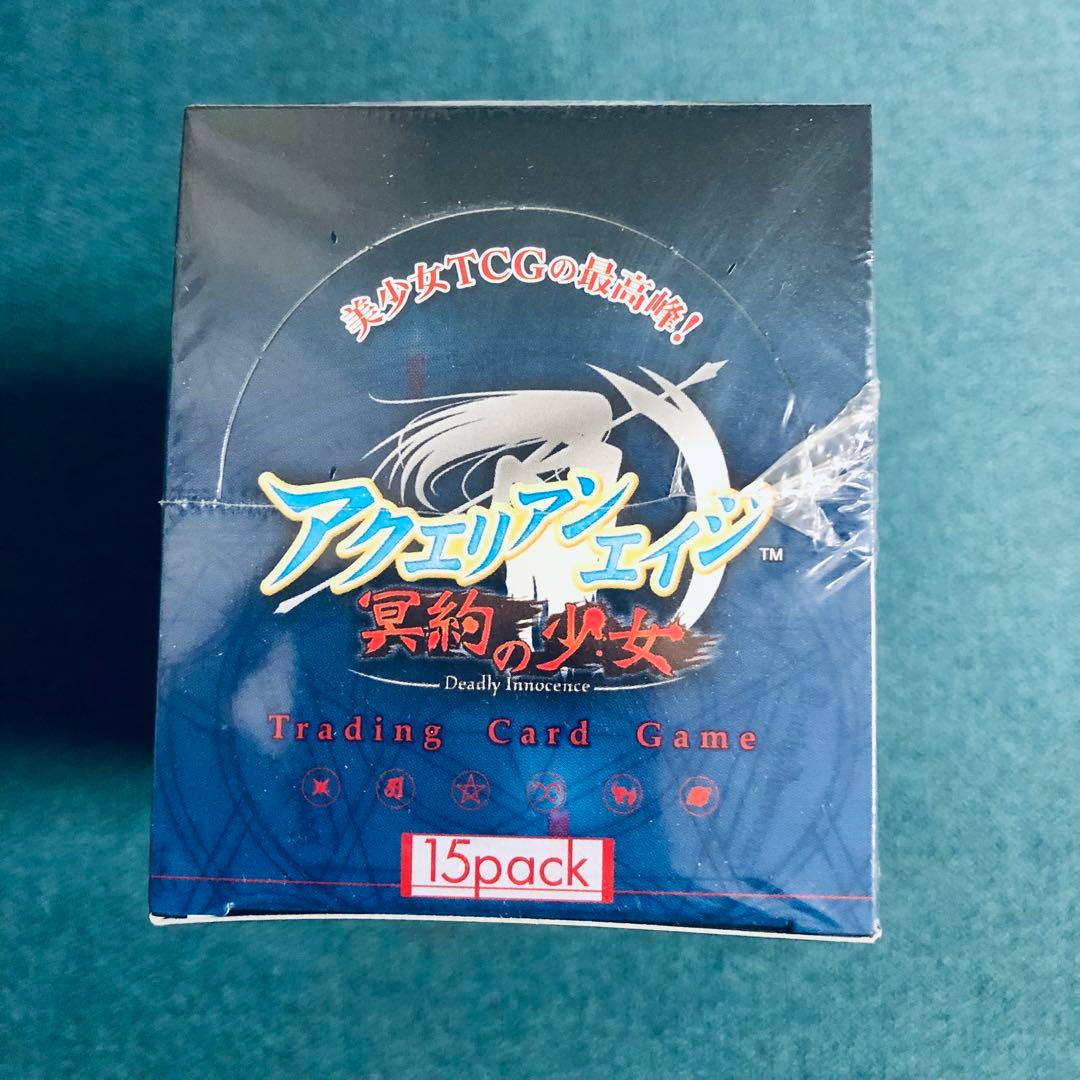 美少女TCGの最高峰!
アクエリアンエイジ™
冥約の少女
Deadly Innocence
Trading Card Game
15pack